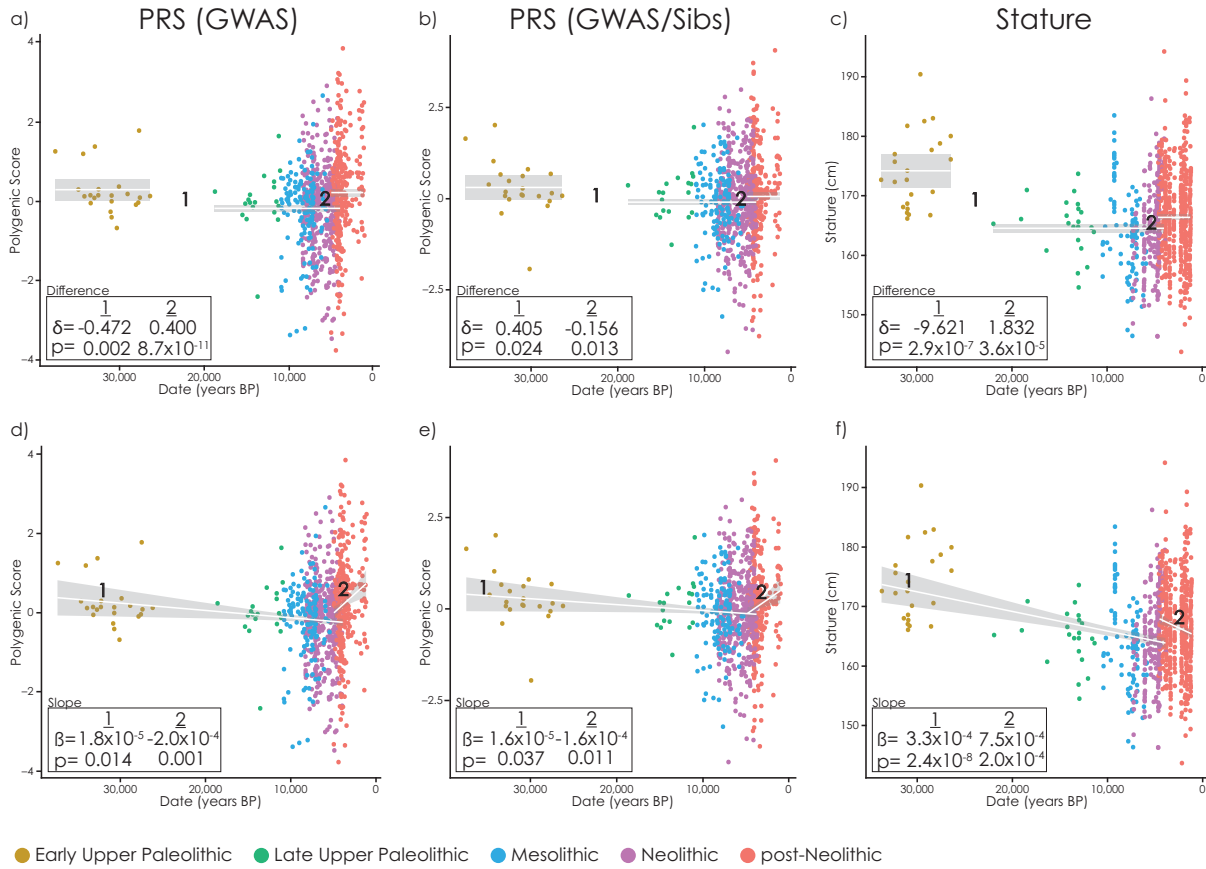 a) PRS (GWAS)
4
2
0
−2
−4
Polygenic Score
1
2
Difference
1 2
δ= -0.472 0.400
p= 0.002 8.7x10⁻¹¹
30,000 20,000 10,000 0
Date (years BP)
b) PRS (GWAS/Sibs)
2.5
0
−2.5
Polygenic Score
1
2
Difference
1 2
δ= 0.405 -0.156
p= 0.024 0.013
30,000 20,000 10,000 0
Date (years BP)
c) Stature
190
180
170
160
150
Stature (cm)
1
2
Difference
1 2
δ= -9.621 1.832
p= 2.9x10⁻⁷ 3.6x10⁻⁵
30,000 20,000 10,000 0
Date (years BP)
d)
4
2
0
−2
−4
Polygenic Score
1
2
Slope
1 2
ß= 1.8x10⁻⁵ -2.0x10⁻⁴
p= 0.014 0.001
30,000 20,000 10,000 0
Date (years BP)
e)
2.5
0
−2.5
Polygenic Score
1
2
Slope
1 2
ß= 1.6x10⁻⁵ -1.6x10⁻⁴
p= 0.037 0.011
30,000 20,000 10,000 0
Date (years BP)
f)
190
180
170
160
150
Stature (cm)
1
2
Slope
1 2
ß= 3.3x10⁻⁴ 7.5x10⁻⁴
p= 2.4x10⁻⁸ 2.0x10⁻⁴
30,000 20,000 10,000 0
Date (years BP)
Early Upper Paleolithic Late Upper Paleolithic Mesolithic Neolithic post-Neolithic